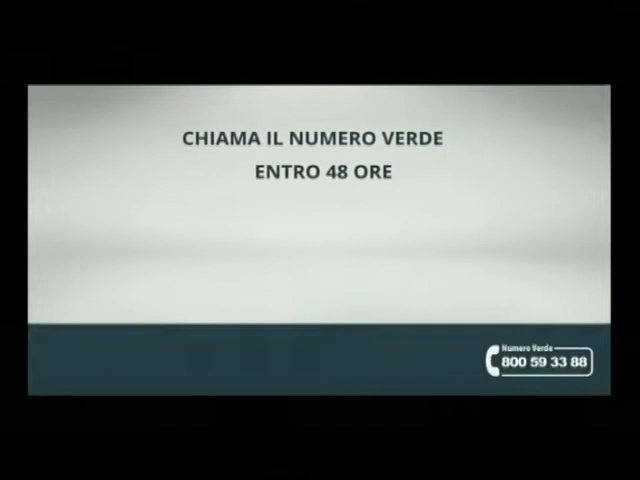 CHIAMA IL NUMERO VERDE
ENTRO 48 ORE
Numero Verde
800 59 33 88